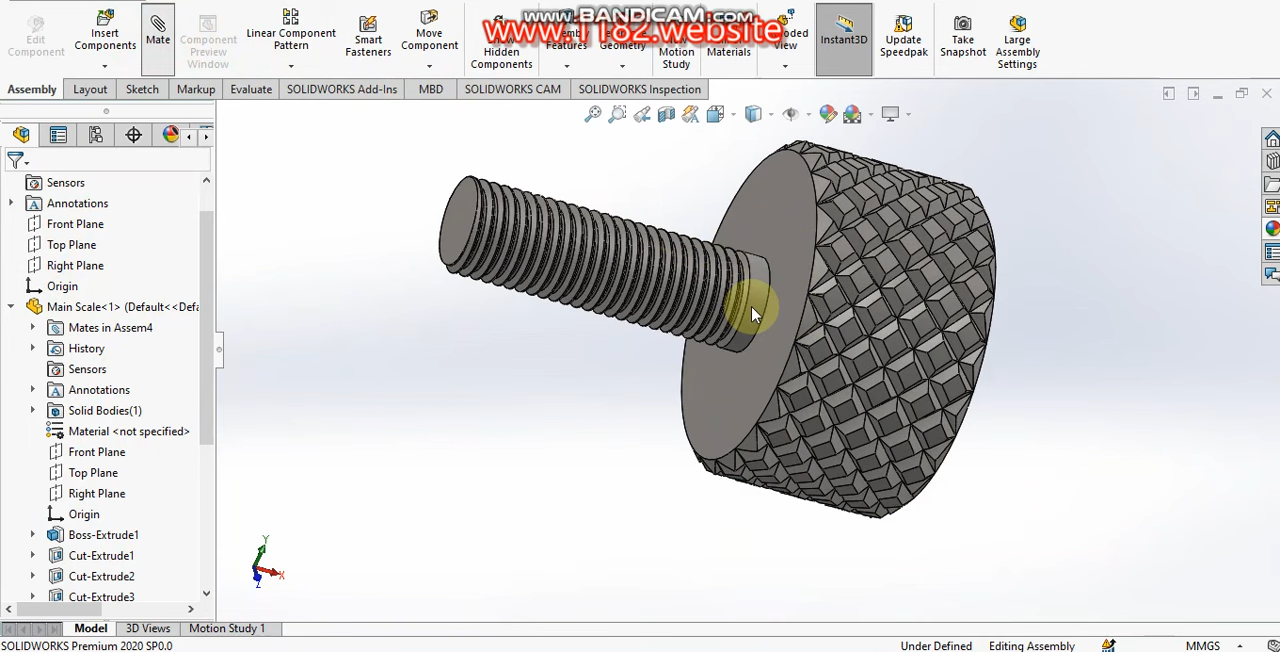 www.BANDICAM.com
www.1182.website
Edit Component
Insert Components
Mate
Component Preview Window
Linear Component Pattern
Smart Fasteners
Move Component
Hidden Components
Features
Geometry
New Motion Study
Materials
View
Instant3D
Update Speedpak
Take Snapshot
Large Assembly Settings
Assembly Layout Sketch Markup Evaluate SOLIDWORKS Add-Ins MBD SOLIDWORKS CAM SOLIDWORKS Inspection
Sensors
Annotations
Front Plane
Top Plane
Right Plane
Origin
Main Scale<1> (Default<<Defa
Mates in Assem4
History
Sensors
Annotations
Solid Bodies(1)
Material <not specified>
Front Plane
Top Plane
Right Plane
Origin
Boss-Extrude1
Cut-Extrude1
Cut-Extrude2
Cut-Extrude3
Y
X
Z
Model 3D Views Motion Study 1
SOLIDWORKS Premium 2020 SP0.0 Under Defined Editing Assembly MMGS